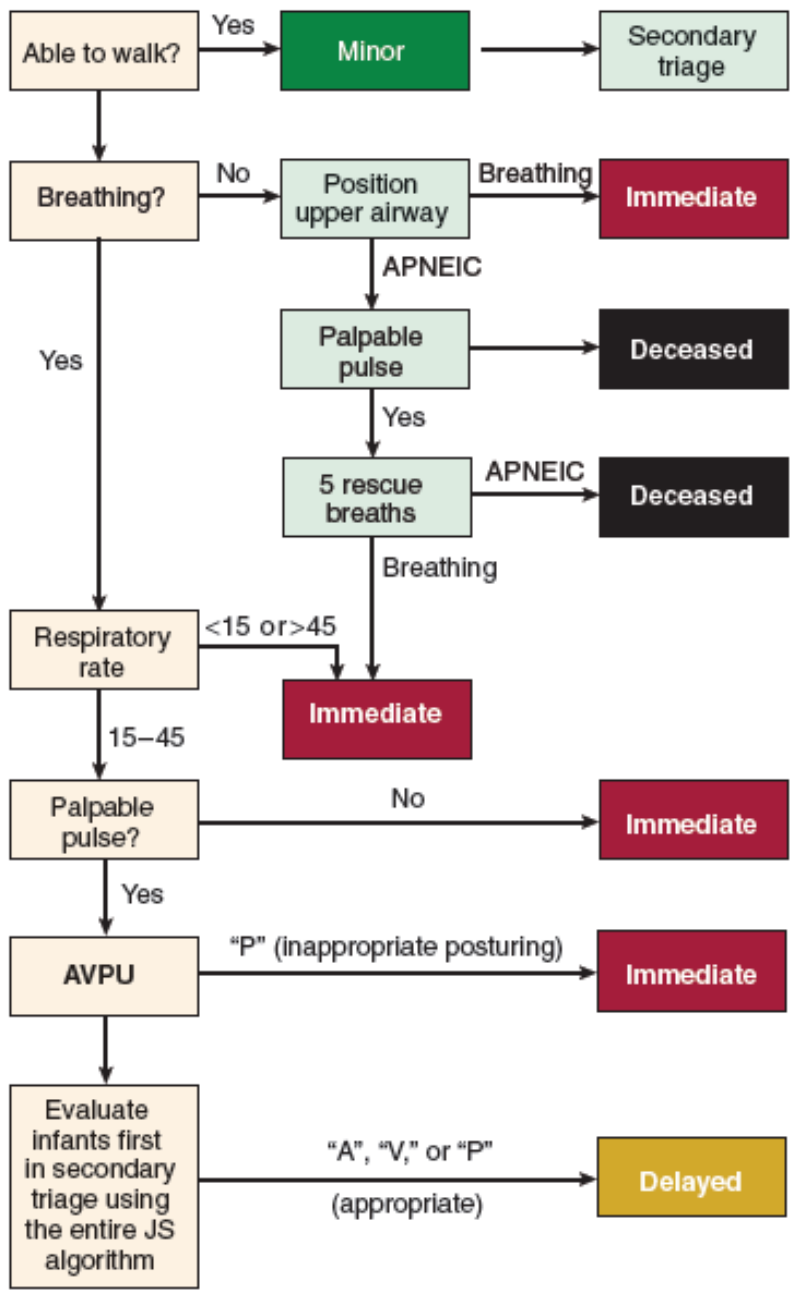 Able to walk?
Yes
Minor
Secondary
triage
Breathing?
No
Position
upper airway
Breathing
Immediate
APNEIC
Yes
Palpable
pulse
Deceased
Yes
5 rescue
breaths
APNEIC
Deceased
Breathing
Respiratory
rate
<15 or>45
Immediate
15–45
Palpable
pulse?
No
Immediate
Yes
AVPU
“P” (inappropriate posturing)
Immediate
Evaluate
infants first
in secondary
triage using
the entire JS
algorithm
“A”, “V,” or “P”
(appropriate)
Delayed